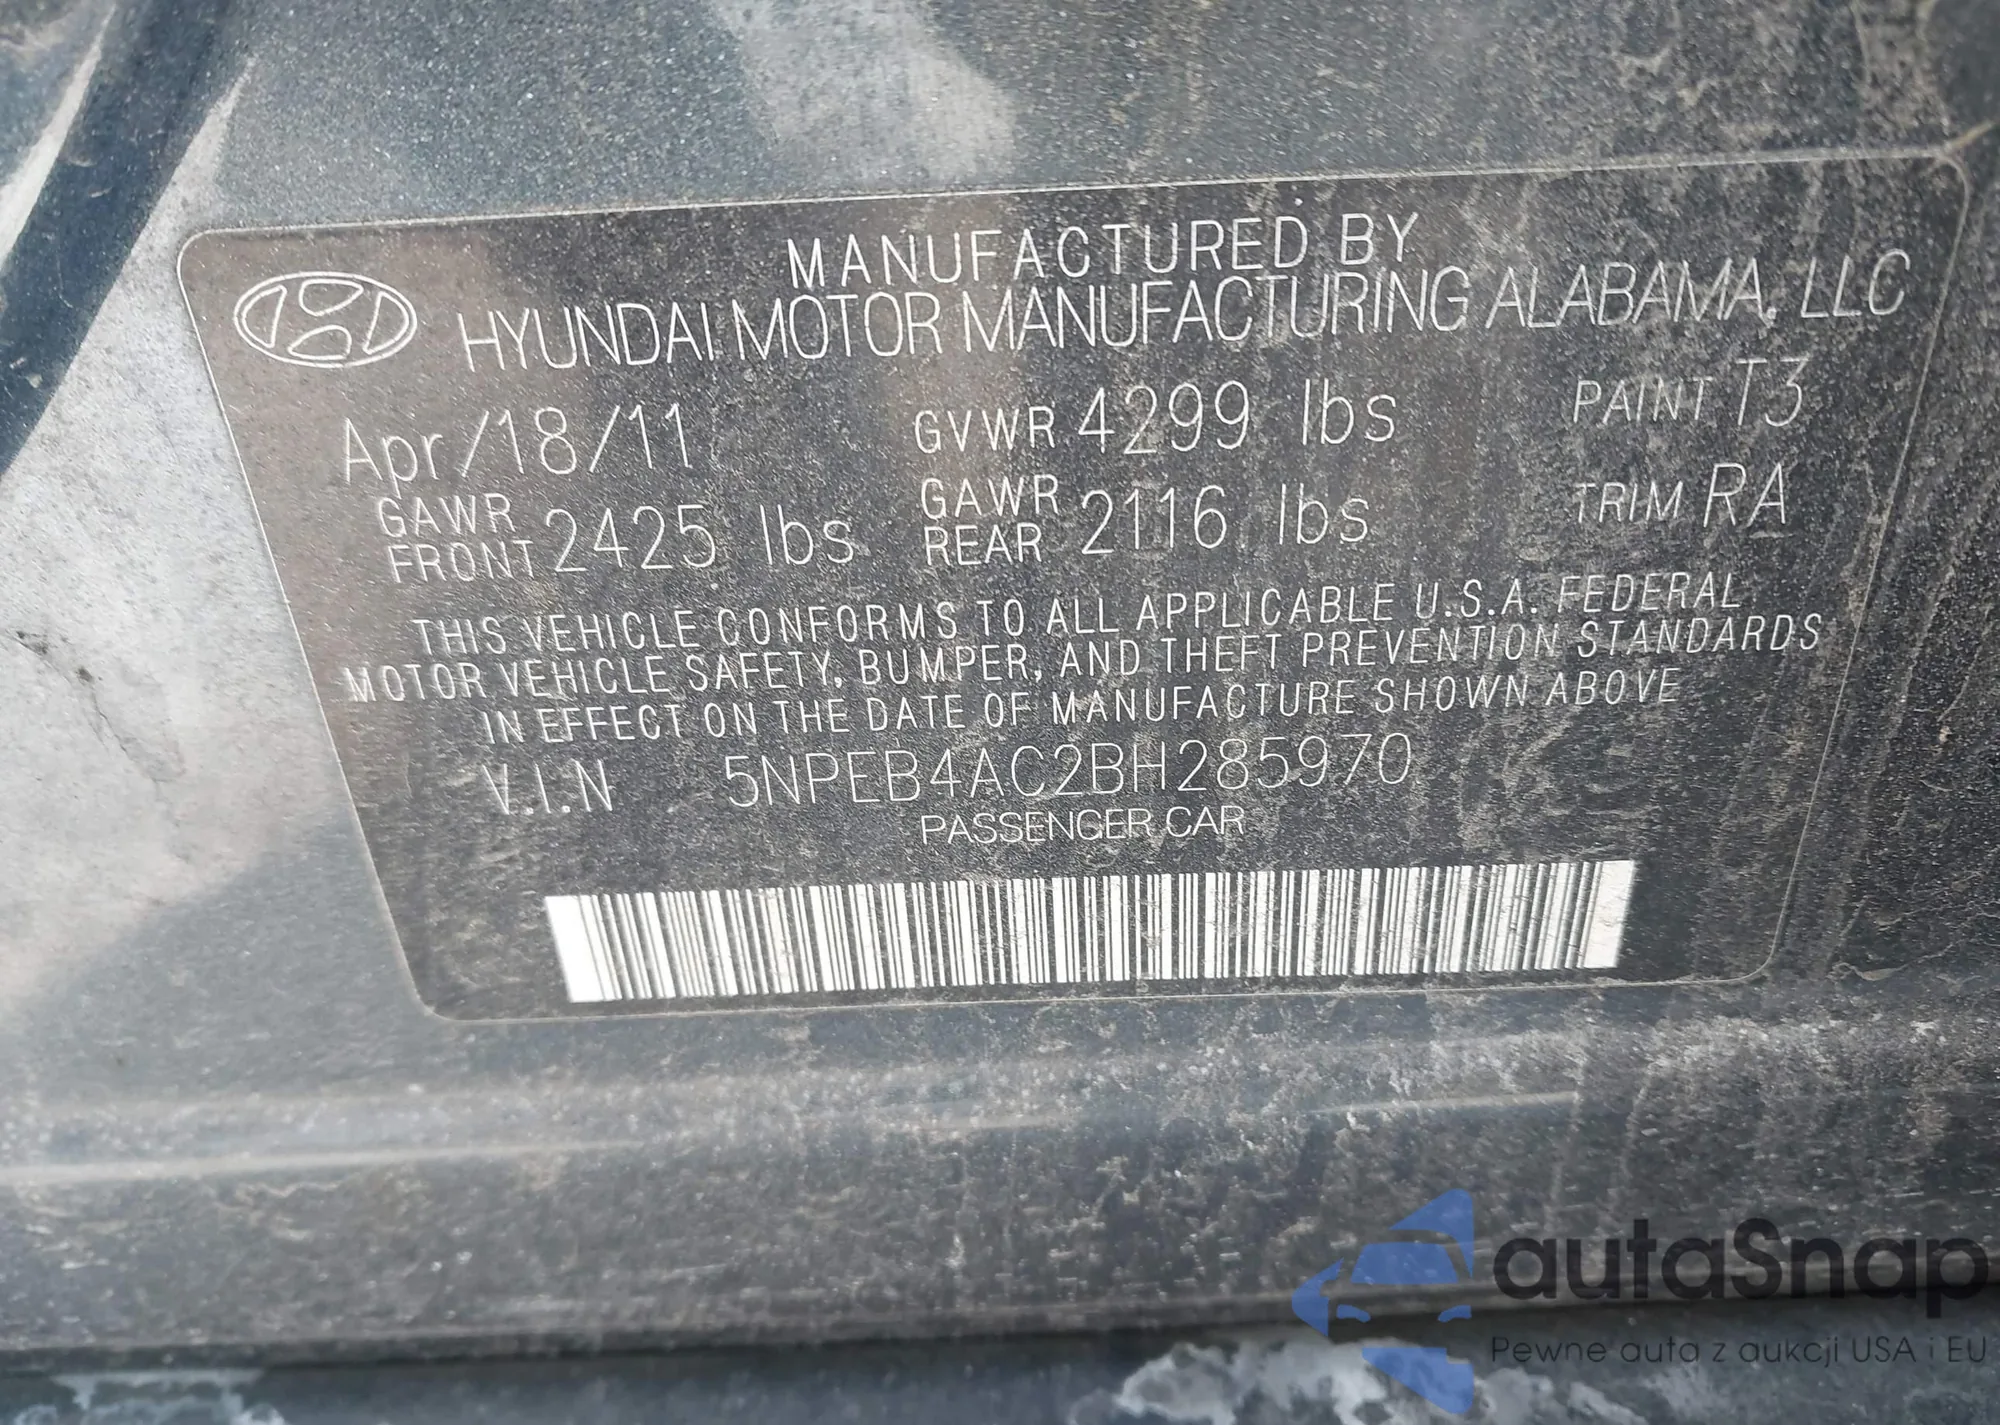 MANUFACTURED BY
HYUNDAI MOTOR MANUFACTURING ALABAMA, LLC
Apr/18/11 GVWR 4299 lbs PAINT T3
GAWR FRONT 2425 lbs GAWR REAR 2116 lbs TRIM RA
THIS VEHICLE CONFORMS TO ALL APPLICABLE U.S.A. FEDERAL
MOTOR VEHICLE SAFETY, BUMPER, AND THEFT PREVENTION STANDARDS
IN EFFECT ON THE DATE OF MANUFACTURE SHOWN ABOVE
V.I.N 5NPEB4AC2BH285970
PASSENGER CAR
autaSnap
Pewne auta z aukcji USA i EU